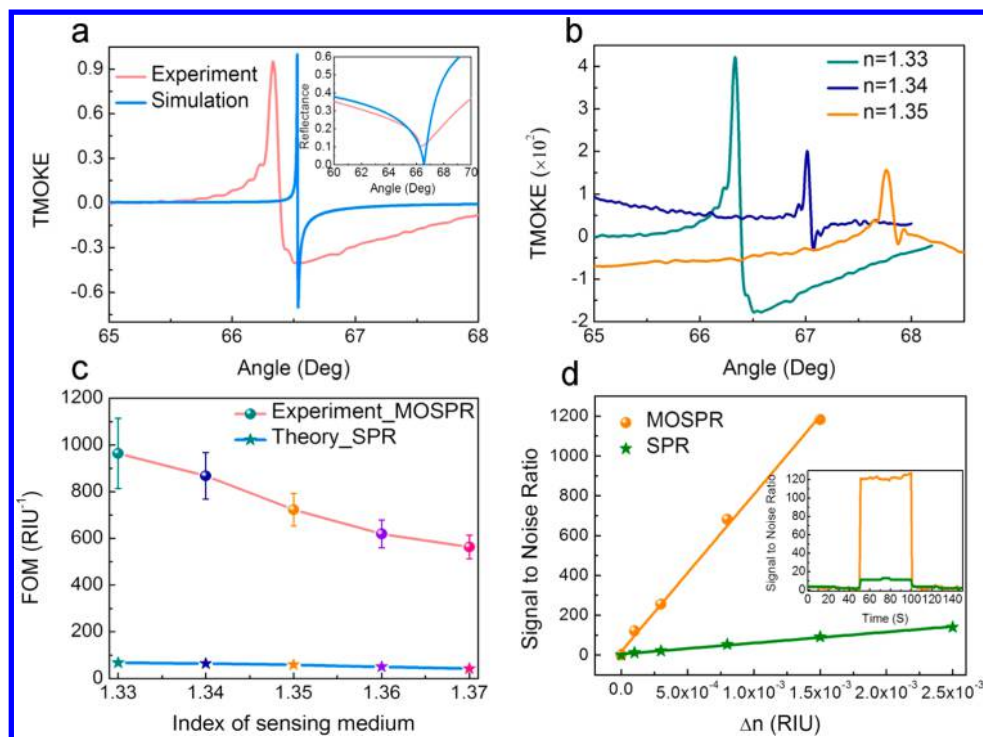 a
TMOKE
0.9
0.6
0.3
0.0
-0.3
-0.6
65 66 67 68
Angle (Deg)
Experiment
Simulation
Reflectance
0.6
0.5
0.4
0.3
0.2
0.1
0.0
60 62 64 66 68 70
Angle (Deg)
b
TMOKE (×10²)
4
2
1
0
-1
-2
65 66 67 68
Angle (Deg)
n=1.33
n=1.34
n=1.35
c
FOM (RIU⁻¹)
1200
1000
800
600
400
200
0
1.33 1.34 1.35 1.36 1.37
Index of sensing medium
Experiment_MOSPR
Theory_SPR
d
Signal to Noise Ratio
1200
1000
800
600
400
200
0
0.0 5.0x10⁻⁴ 1.0x10⁻³ 1.5x10⁻³ 2.0x10⁻³ 2.5x10⁻³
Δn (RIU)
MOSPR
SPR
Signal to Noise Ratio
120
100
80
60
40
20
0
0 20 40 60 80 100 120 140
Time (S)